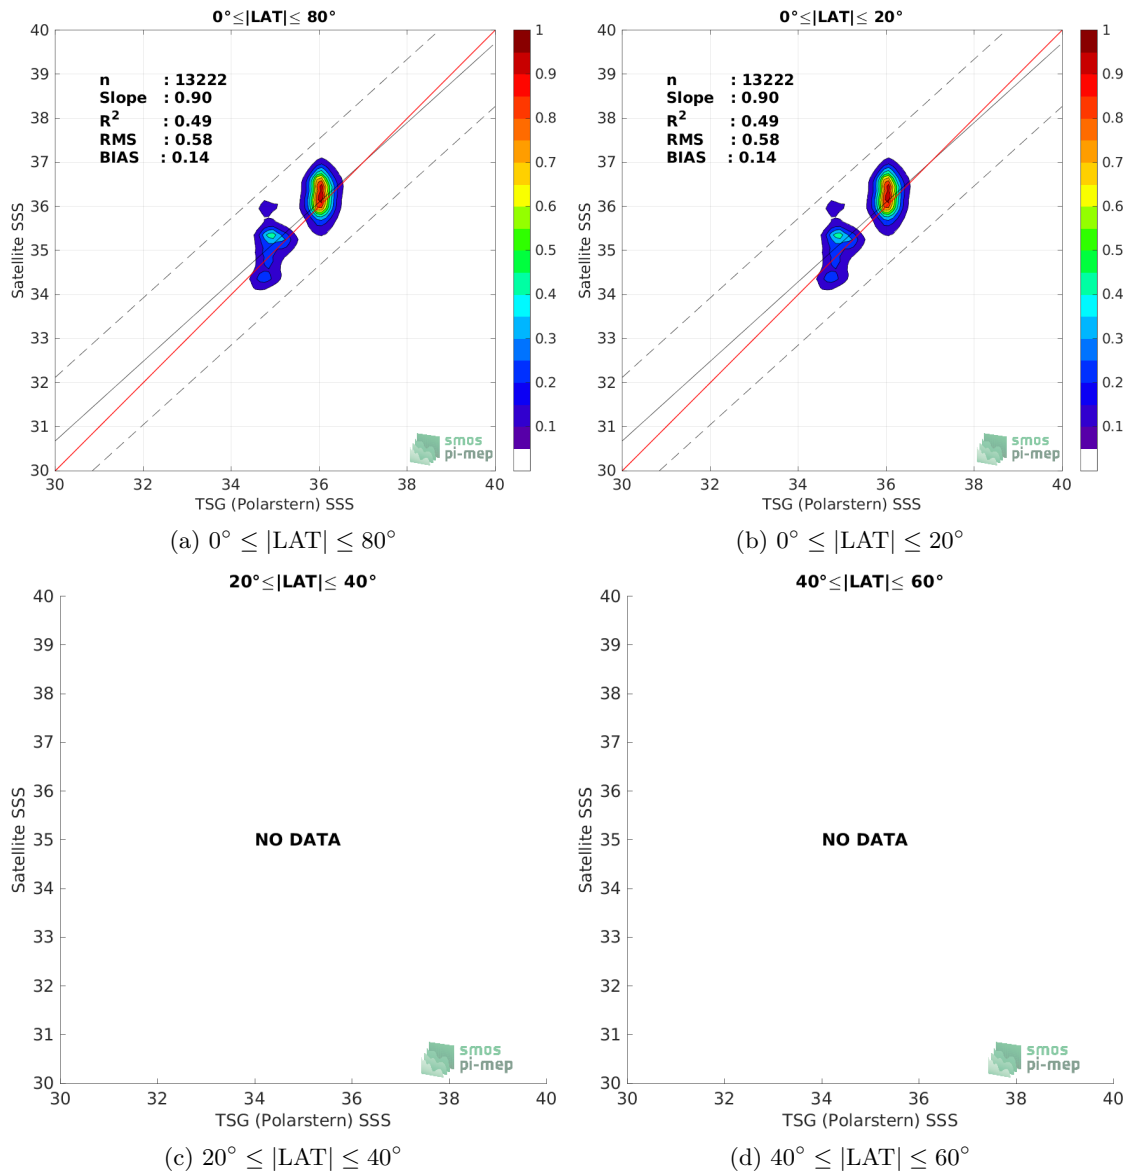 0°≤|LAT|≤ 80°
40
39
38
37
36
35
34
33
32
31
30
Satellite SSS
n : 13222
Slope : 0.90
R² : 0.49
RMS : 0.58
BIAS : 0.14
smos
pi-mep
30 32 34 36 38 40
TSG (Polarstern) SSS
1
0.9
0.8
0.7
0.6
0.5
0.4
0.3
0.2
0.1
(a) 0° ≤ |LAT| ≤ 80°
0°≤|LAT|≤ 20°
40
39
38
37
36
35
34
33
32
31
30
Satellite SSS
n : 13222
Slope : 0.90
R² : 0.49
RMS : 0.58
BIAS : 0.14
smos
pi-mep
30 32 34 36 38 40
TSG (Polarstern) SSS
1
0.9
0.8
0.7
0.6
0.5
0.4
0.3
0.2
0.1
(b) 0° ≤ |LAT| ≤ 20°
20°≤|LAT|≤ 40°
40
39
38
37
36
35
34
33
32
31
30
Satellite SSS
NO DATA
smos
pi-mep
30 32 34 36 38 40
TSG (Polarstern) SSS
(c) 20° ≤ |LAT| ≤ 40°
40°≤|LAT|≤ 60°
40
39
38
37
36
35
34
33
32
31
30
Satellite SSS
NO DATA
smos
pi-mep
30 32 34 36 38 40
TSG (Polarstern) SSS
(d) 40° ≤ |LAT| ≤ 60°